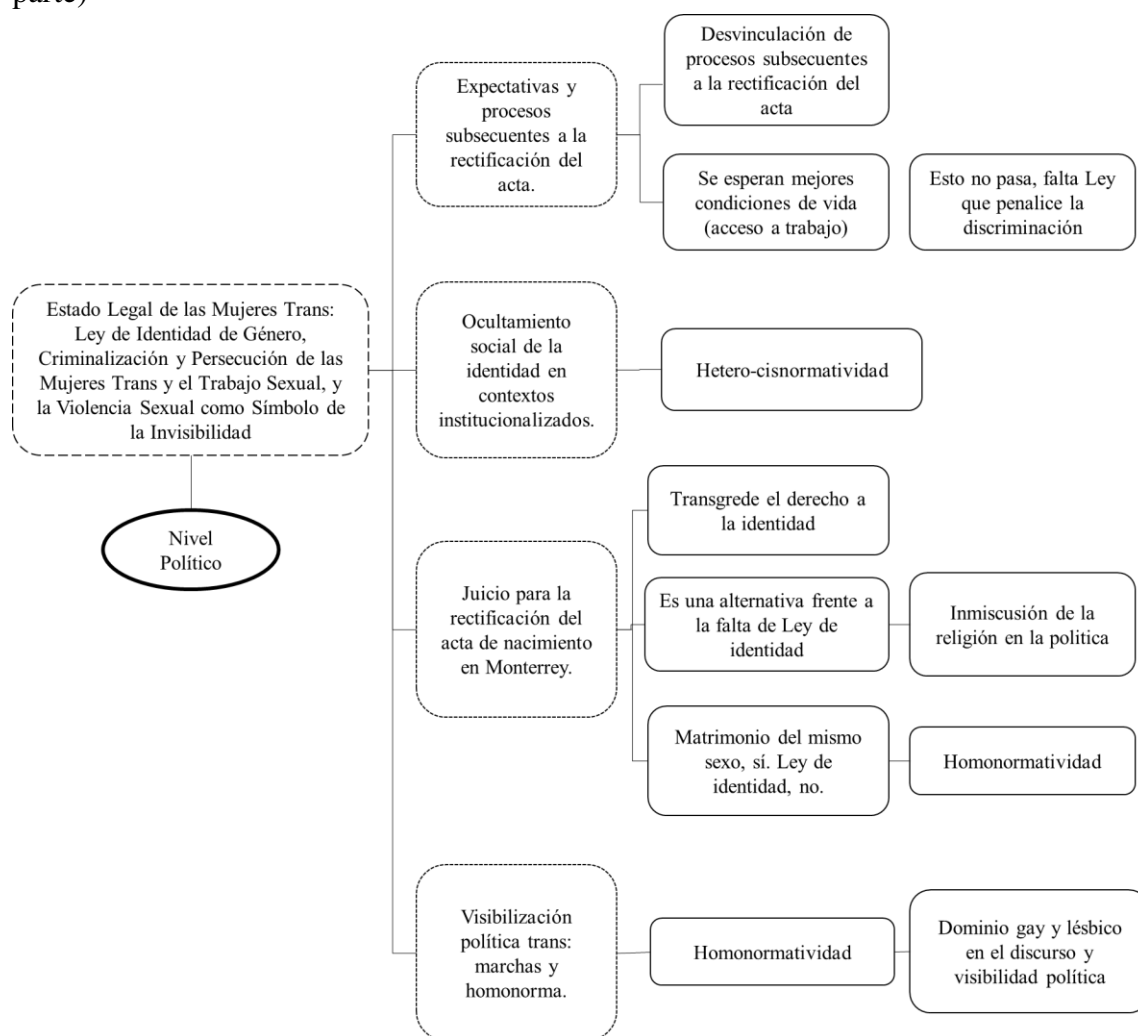 parte)
Estado Legal de las Mujeres Trans:
Ley de Identidad de Género,
Criminalización y Persecución de las
Mujeres Trans y el Trabajo Sexual, y
la Violencia Sexual como Símbolo de
la Invisibilidad
Nivel
Político
Expectativas y
procesos
subsecuentes a la
rectificación del
acta.
Desvinculación de
procesos subsecuentes
a la rectificación del
acta
Se esperan mejores
condiciones de vida
(acceso a trabajo)
Esto no pasa, falta Ley
que penalice la
discriminación
Ocultamiento
social de la
identidad en
contextos
institucionalizados.
Hetero-cisnormatividad
Juicio para la
rectificación del
acta de nacimiento
en Monterrey.
Transgrede el derecho a
la identidad
Es una alternativa frente a
la falta de Ley de
identidad
Inmiscusión de la
religión en la politica
Matrimonio del mismo
sexo, sí. Ley de
identidad, no.
Homonormatividad
Visibilización
política trans:
marchas y
homonorma.
Homonormatividad
Dominio gay y lésbico
en el discurso y
visibilidad política